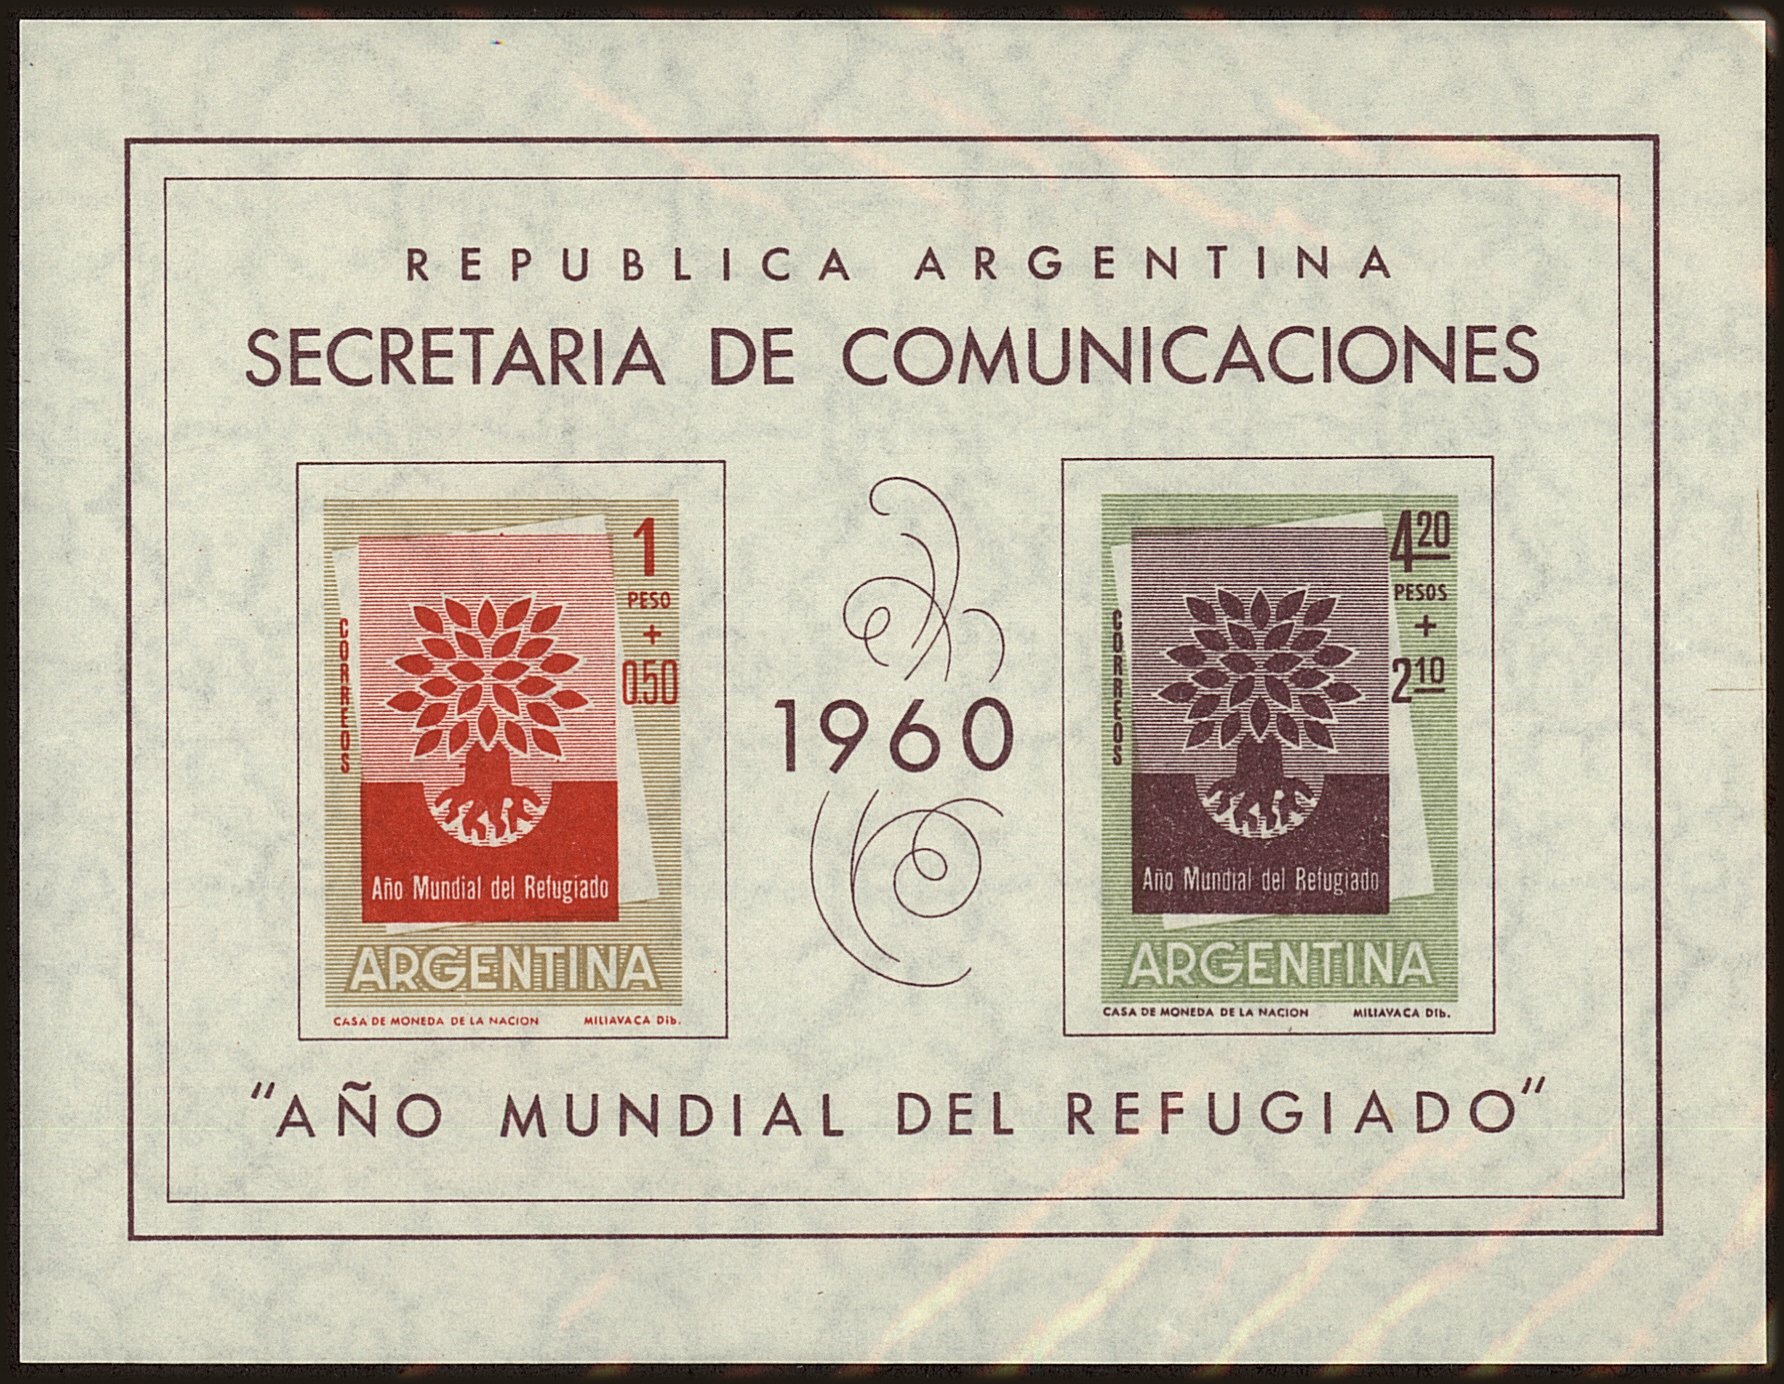 REPUBLICA ARGENTINA
SECRETARIA DE COMUNICACIONES
1
PESO
+
0.50
CORREOS
Año Mundial del Refugiado
ARGENTINA
CASA DE MONEDA DE LA NACION MILIAVACA Dib.
1960
4 20
PESOS
+
2 10
CORREOS
Año Mundial del Refugiado
ARGENTINA
CASA DE MONEDA DE LA NACION MILIAVACA Dib.
"AÑO MUNDIAL DEL REFUGIADO"